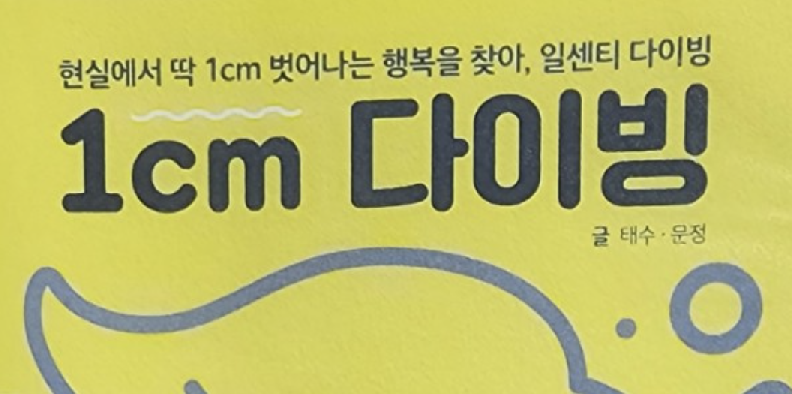 현실에서 딱 1cm 벗어나는 행복을 찾아, 일센티 다이빙
1cm 다이빙
글 태수·문정